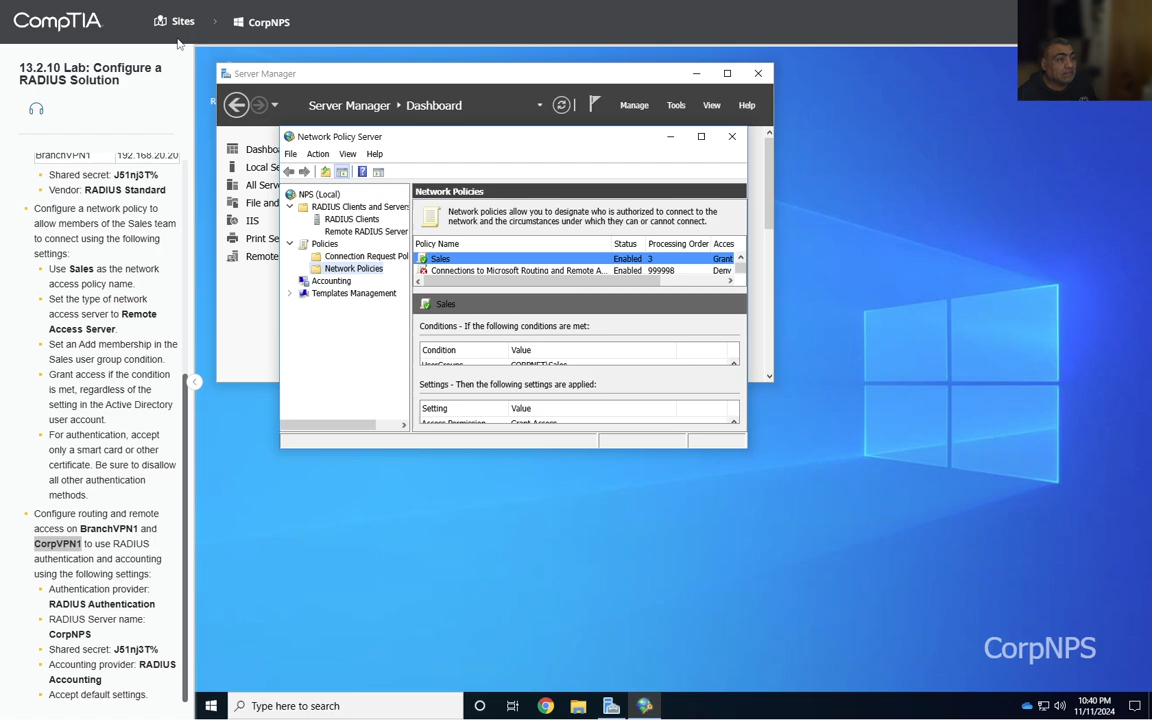 CompTIA.
Sites
CorpNPS
13.2.10 Lab: Configure a
RADIUS Solution
BranchVPN1
192.168.20.20
Shared secret: J51nj3T%
Vendor: RADIUS Standard
Configure a network policy to
allow members of the Sales team
to connect using the following
settings:
Use Sales as the network
access policy name.
Set the type of network
access server to Remote
Access Server.
Set an Add membership in the
Sales user group condition.
Grant access if the condition
is met, regardless of the
setting in the Active Directory
user account.
For authentication, accept
only a smart card or other
certificate. Be sure to disallow
all other authentication
methods.
Configure routing and remote
access on BranchVPN1 and
CorpVPN1 to use RADIUS
authentication and accounting
using the following settings:
Authentication provider:
RADIUS Authentication
RADIUS Server name:
CorpNPS
Shared secret: J51nj3T%
Accounting provider: RADIUS
Accounting
Accept default settings.
Server Manager
Server Manager
Dashboard
Manage
Tools
View
Help
Dashbo
Local Se
All Serv
File and
IIS
Print Se
Remote
Network Policy Server
File
Action
View
Help
NPS (Local)
RADIUS Clients and Servers
RADIUS Clients
Remote RADIUS Server
Policies
Connection Request Pol
Network Policies
Accounting
Templates Management
Network Policies
Network policies allow you to designate who is authorized to connect to the
network and the circumstances under which they can or cannot connect.
Policy Name
Status
Processing Order
Acces
Sales
Enabled
3
Grant
Connections to Microsoft Routing and Remote A...
Enabled
999998
Deny
Sales
Conditions - If the following conditions are met:
Condition
Value
UserGroups
CORPNET\Sales
Settings - Then the following settings are applied:
Setting
Value
Access Permission
Grant Access
CorpNPS
Type here to search
10:40 PM
11/11/2024